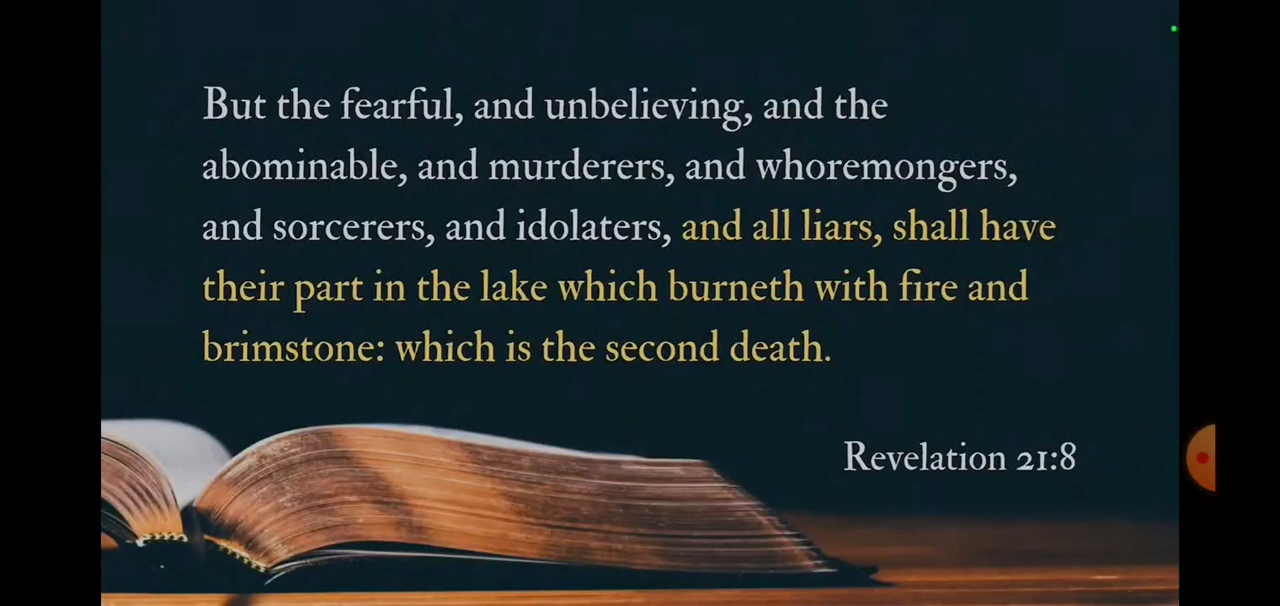 But the fearful, and unbelieving, and the
abominable, and murderers, and whoremongers,
and sorcerers, and idolaters, and all liars, shall have
their part in the lake which burneth with fire and
brimstone: which is the second death.
Revelation 21:8